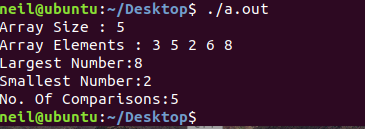 neil@ubuntu:~/Desktop$ ./a.out
Array Size : 5
Array Elements : 3 5 2 6 8
Largest Number:8
Smallest Number:2
No. Of Comparisons:5
neil@ubuntu:~/Desktop$